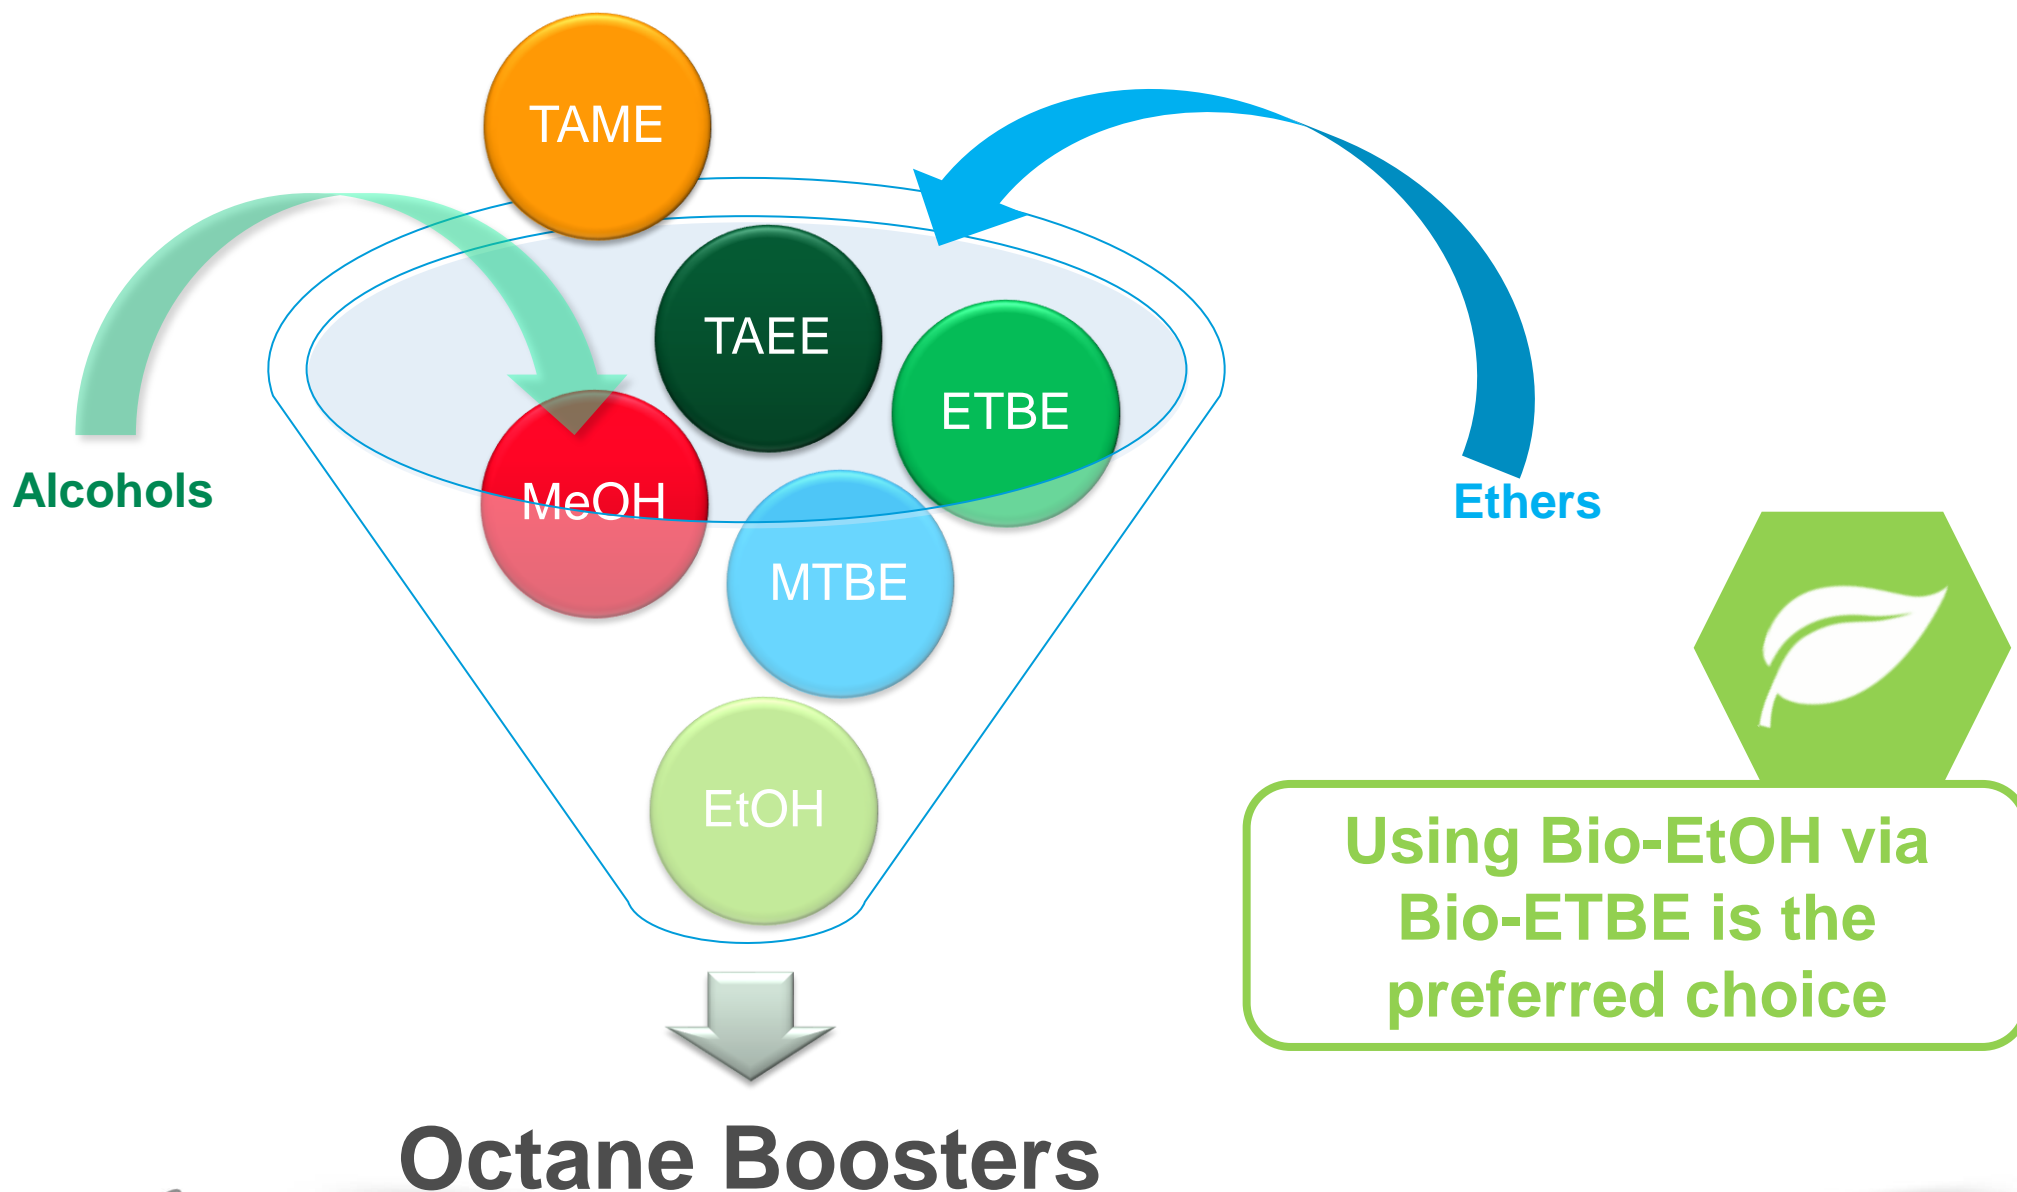 TAME
TAEE
ETBE
Alcohols
MeOH
Ethers
MTBE
EtOH
Using Bio-EtOH via
Bio-ETBE is the
preferred choice
Octane Boosters